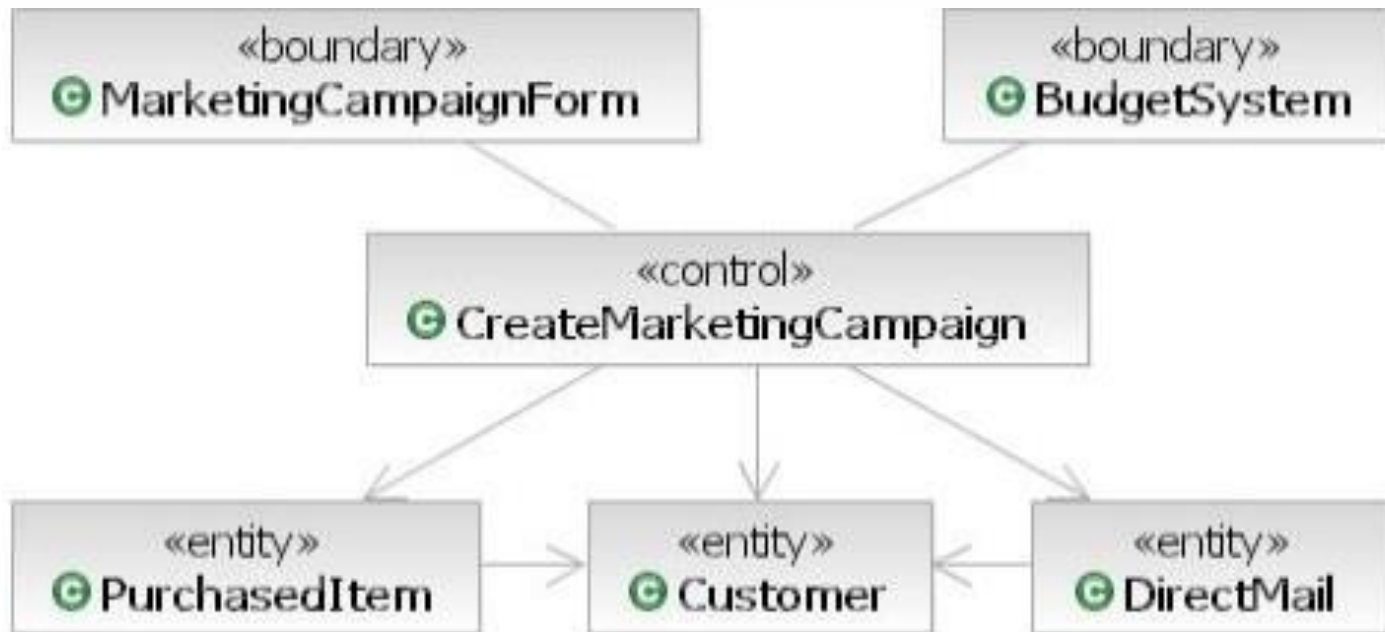 «boundary»
C MarketingCampaignForm
«boundary»
C BudgetSystem
«control»
C CreateMarketingCampaign
«entity»
C PurchasedItem
«entity»
C Customer
«entity»
C DirectMail